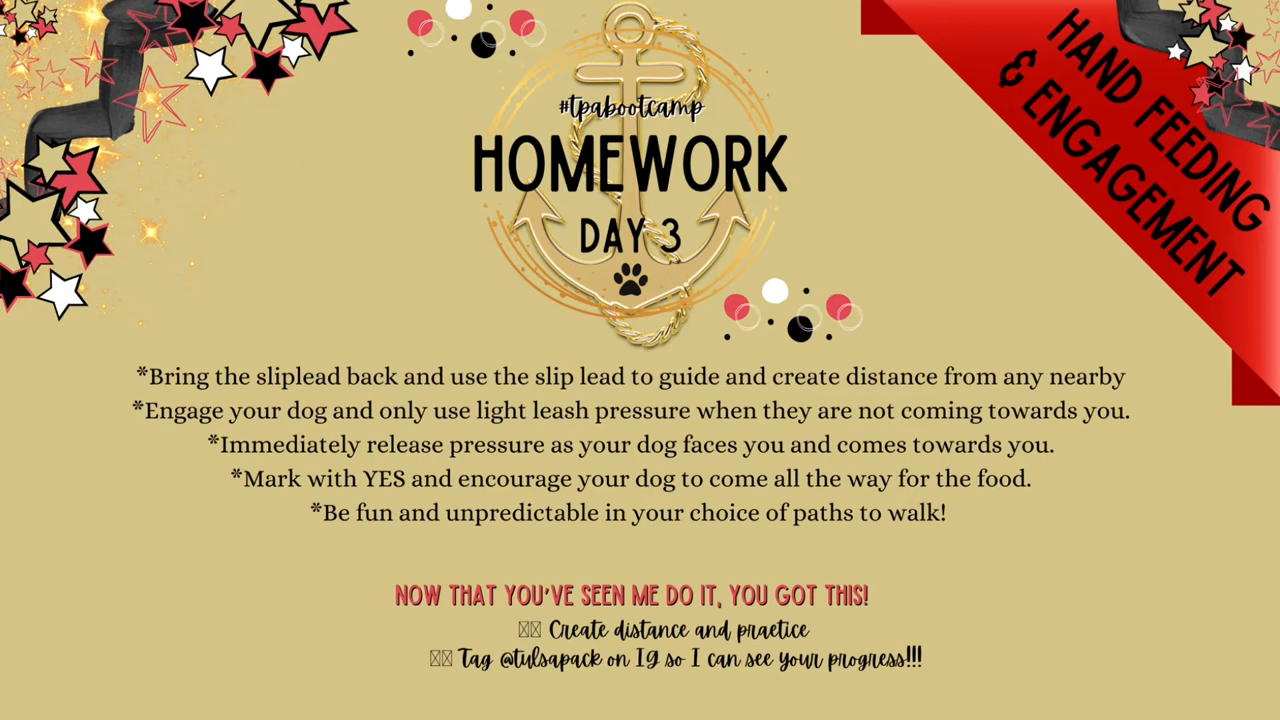 #tpabootcamp
HOMEWORK
DAY 3
HAND FEEDING
& ENGAGEMENT
*Bring the sliplead back and use the slip lead to guide and create distance from any nearby
*Engage your dog and only use light leash pressure when they are not coming towards you.
*Immediately release pressure as your dog faces you and comes towards you.
*Mark with YES and encourage your dog to come all the way for the food.
*Be fun and unpredictable in your choice of paths to walk!
NOW THAT YOU'VE SEEN ME DO IT, YOU GOT THIS!
Create distance and practice
Tag @tulsapack on IG so I can see your progress!!!